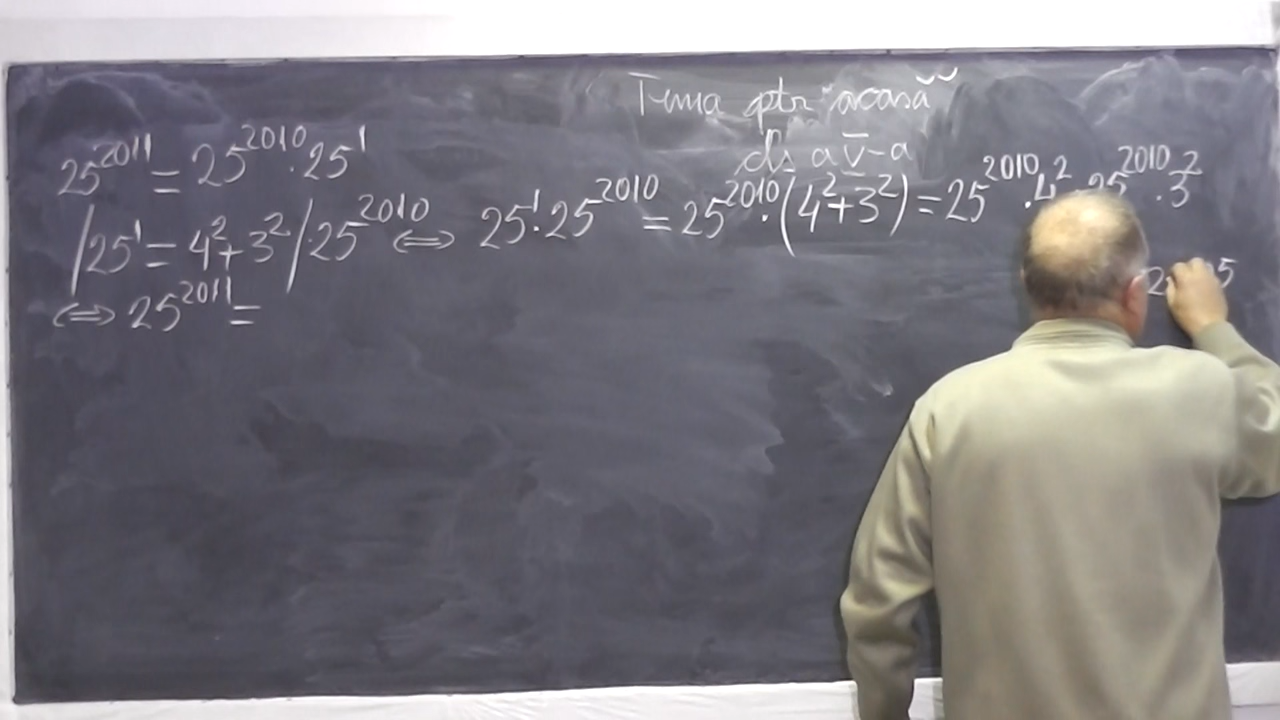 Tema ptr acasă
cls a V-a
25^2011 = 25^2010 · 25^1
/25^1 = 4^2 + 3^2 / · 25^2010 ⇔ 25^1 · 25^2010 = 25^2010 · (4^2 + 3^2) = 25^2010 · 4^2 25^2010 · 3^2
⇔ 25^2011 =